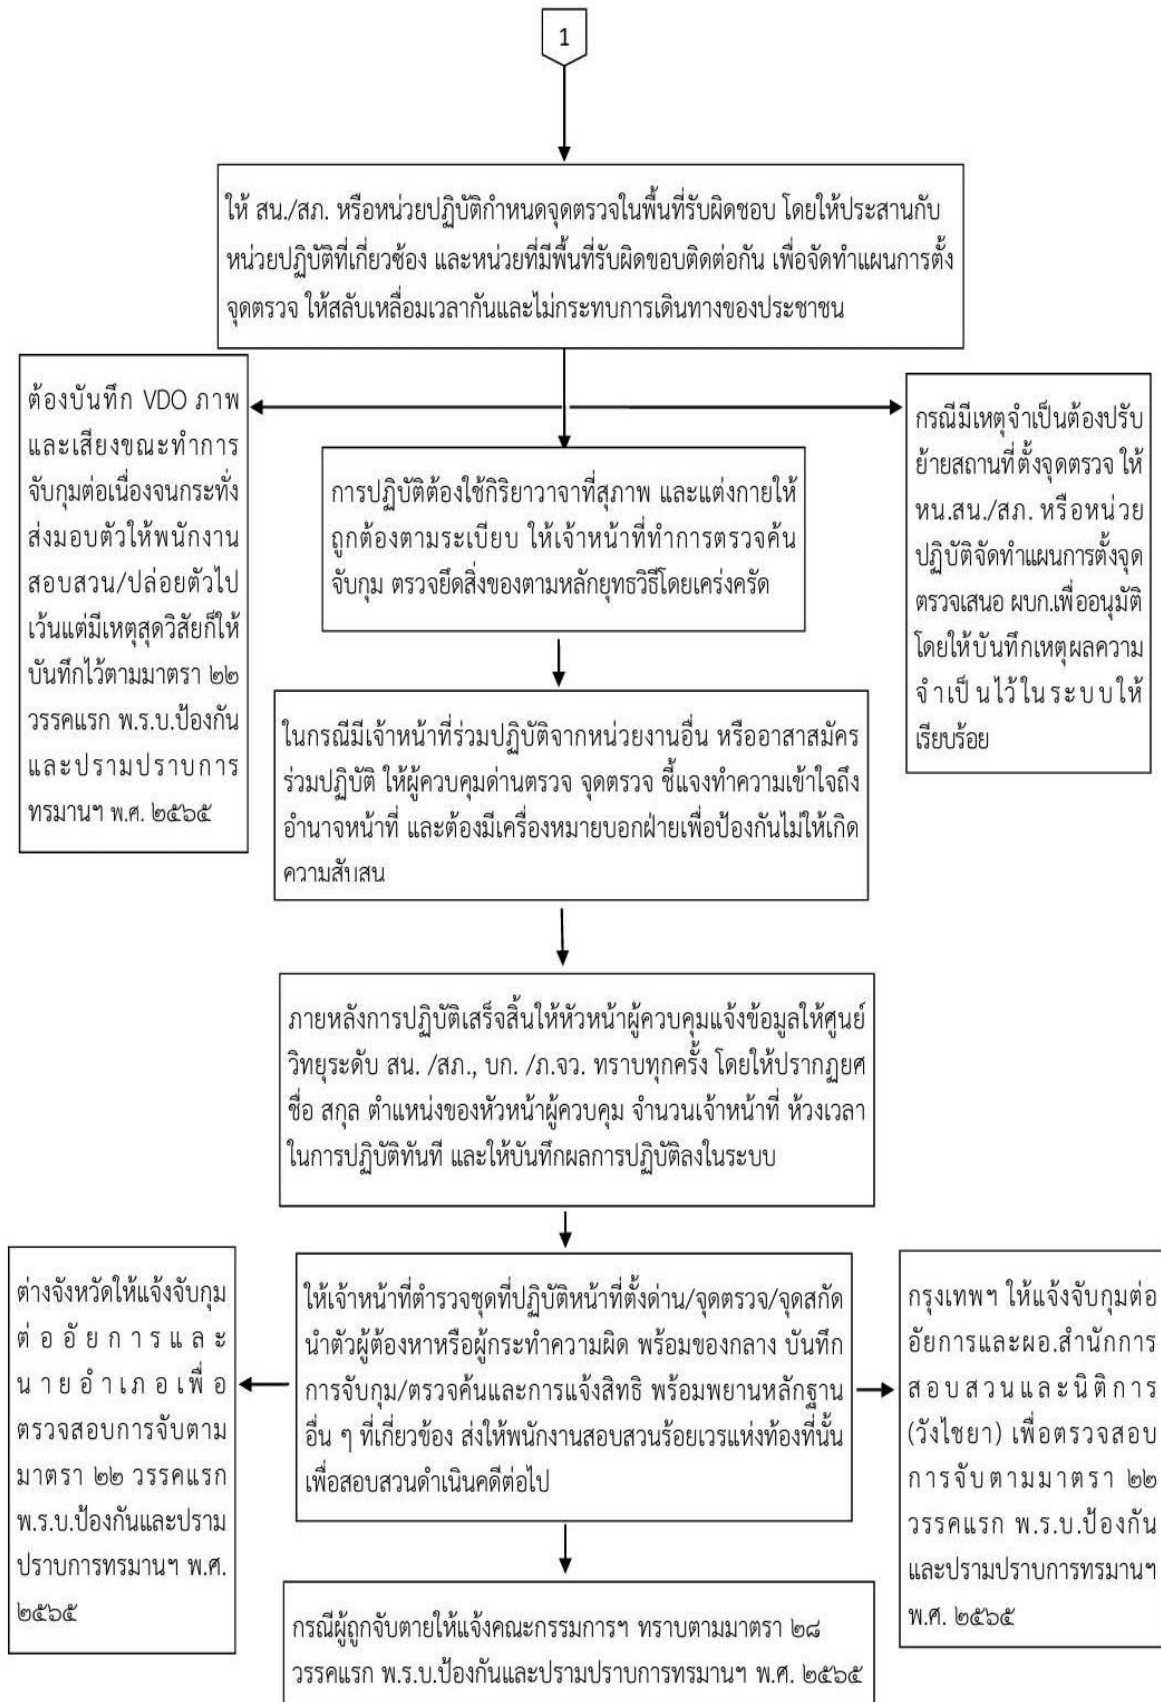 1
ให้ สน./สภ. หรือหน่วยปฏิบัติกำหนดจุดตรวจในพื้นที่รับผิดชอบ โดยให้ประสานกับ
หน่วยปฏิบัติที่เกี่ยวซ้อง และหน่วยที่มีพื้นที่รับผิดขอบติดต่อกัน เพื่อจัดทำแผนการตั้ง
จุดตรวจ ให้สลับเหลื่อมเวลากันและไม่กระทบการเดินทางของประชาชน
ต้องบันทึก VDO ภาพ
และเสียงขณะทำการ
จับกุมต่อเนื่องจนกระทั่ง
ส่งมอบตัวให้พนักงาน
สอบสวน/ปล่อยตัวไป
เว้นแต่มีเหตุสุดวิสัยก็ให้
บันทึกไว้ตามมาตรา ๒๒
วรรคแรก พ.ร.บ.ป้องกัน
และปรามปราบการ
ทรมานฯ พ.ศ. ๒๕๖๕
การปฏิบัติต้องใช้กิริยาวาจาที่สุภาพ และแต่งกายให้
ถูกต้องตามระเบียบ ให้เจ้าหน้าที่ทำการตรวจค้น
จับกุม ตรวจยึดสิ่งของตามหลักยุทธวิธีโดยเคร่งครัด
กรณีมีเหตุจำเป็นต้องปรับ
ย้ายสถานที่ตั้งจุดตรวจ ให้
หน.สน./สภ. หรือหน่วย
ปฏิบัติจัดทำแผนการตั้งจุด
ตรวจเสนอ ผบก.เพื่ออนุมัติ
โดยให้บันทึกเหตุผลความ
จำเป็นไว้ในระบบให้
เรียบร้อย
ในกรณีมีเจ้าหน้าที่ร่วมปฏิบัติจากหน่วยงานอื่น หรืออาสาสมัคร
ร่วมปฏิบัติ ให้ผู้ควบคุมด่านตรวจ จุดตรวจ ชี้แจงทำความเข้าใจถึง
อำนาจหน้าที่ และต้องมีเครื่องหมายบอกฝ่ายเพื่อป้องกันไม่ให้เกิด
ความสับสน
ภายหลังการปฏิบัติเสร็จสิ้นให้หัวหน้าผู้ควบคุมแจ้งข้อมูลให้ศูนย์
วิทยุระดับ สน. /สภ., บก. /ภ.จว. ทราบทุกครั้ง โดยให้ปรากฏยศ
ชื่อ สกุล ตำแหน่งของหัวหน้าผู้ควบคุม จำนวนเจ้าหน้าที่ ห้วงเวลา
ในการปฏิบัติทันที และให้บันทึกผลการปฏิบัติลงในระบบ
ต่างจังหวัดให้แจ้งจับกุม
ต่ออัยการและ
นายอำเภอเพื่อ
ตรวจสอบการจับตาม
มาตรา ๒๒ วรรคแรก
พ.ร.บ.ป้องกันและปราม
ปราบการทรมานฯ พ.ศ.
๒๕๖๕
ให้เจ้าหน้าที่ตำรวจชุดที่ปฏิบัติหน้าที่ตั้งด่าน/จุดตรวจ/จุดสกัด
นำตัวผู้ต้องหาหรือผู้กระทำความผิด พร้อมของกลาง บันทึก
การจับกุม/ตรวจค้นและการแจ้งสิทธิ พร้อมพยานหลักฐาน
อื่น ๆ ที่เกี่ยวข้อง ส่งให้พนักงานสอบสวนร้อยเวรแห่งท้องที่นั้น
เพื่อสอบสวนดำเนินคดีต่อไป
กรุงเทพฯ ให้แจ้งจับกุมต่อ
อัยการและผอ.สำนักการ
สอบสวนและนิติการ
(วังไชยา) เพื่อตรวจสอบ
การจับตามมาตรา ๒๒
วรรคแรก พ.ร.บ.ป้องกัน
และปรามปราบการทรมานฯ
พ.ศ. ๒๕๖๕
กรณีผู้ถูกจับตายให้แจ้งคณะกรรมการฯ ทราบตามมาตรา ๒๘
วรรคแรก พ.ร.บ.ป้องกันและปรามปราบการทรมานฯ พ.ศ. ๒๕๖๕